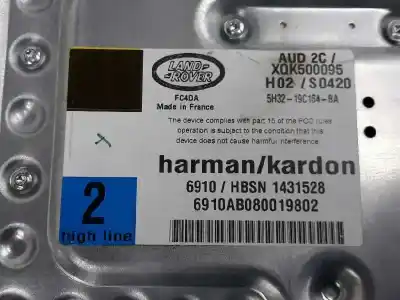 LAND-
ROVER
FC4DA
Made in France
AUD 2C /
XQK500095
H02 / S0420
5H32-19C164-BA
The device complies with part 15 of the FCC rules
operation is subject to the condition that this
device does not cause harmful interference
harman/kardon
2
high line
6910 / HBSN 1431528
6910AB080019802